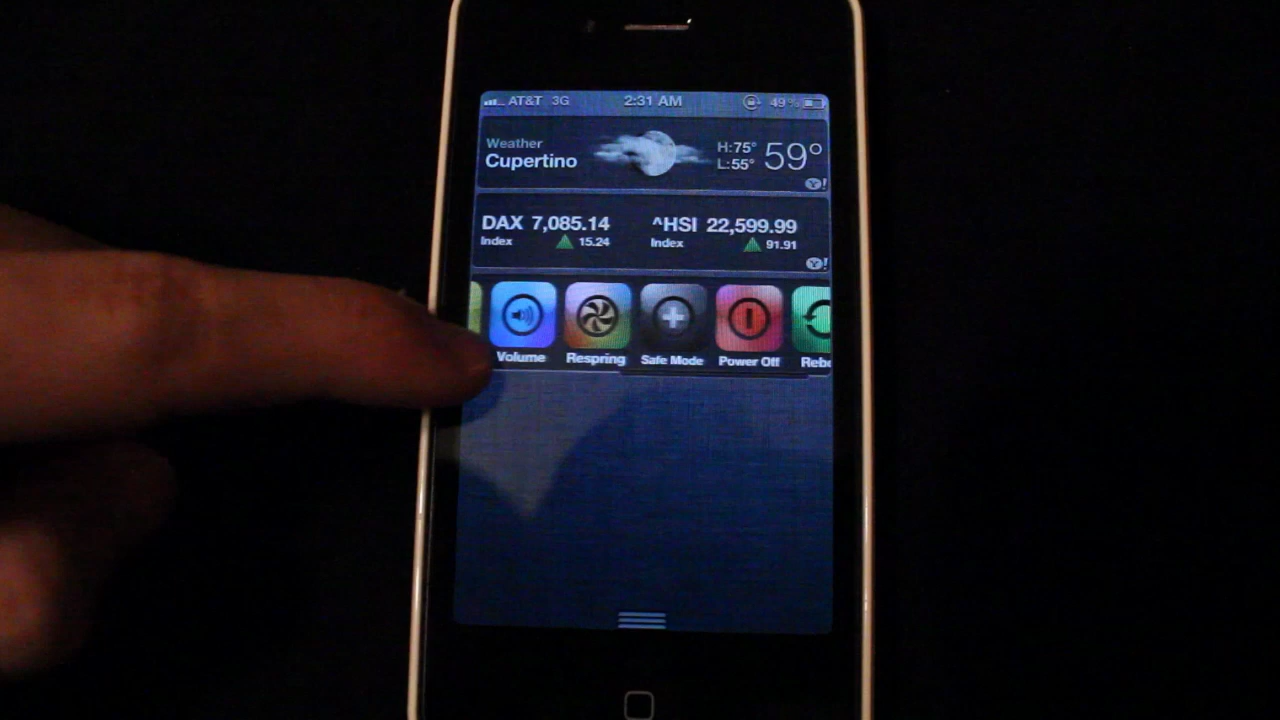 AT&T 3G 2:31 AM 49%
Weather
Cupertino
H:75°
L:55°
59°
Y!
DAX 7,085.14
Index 15.24
^HSI 22,599.99
Index 91.91
Y!
Volume Respring Safe Mode Power Off Rebo